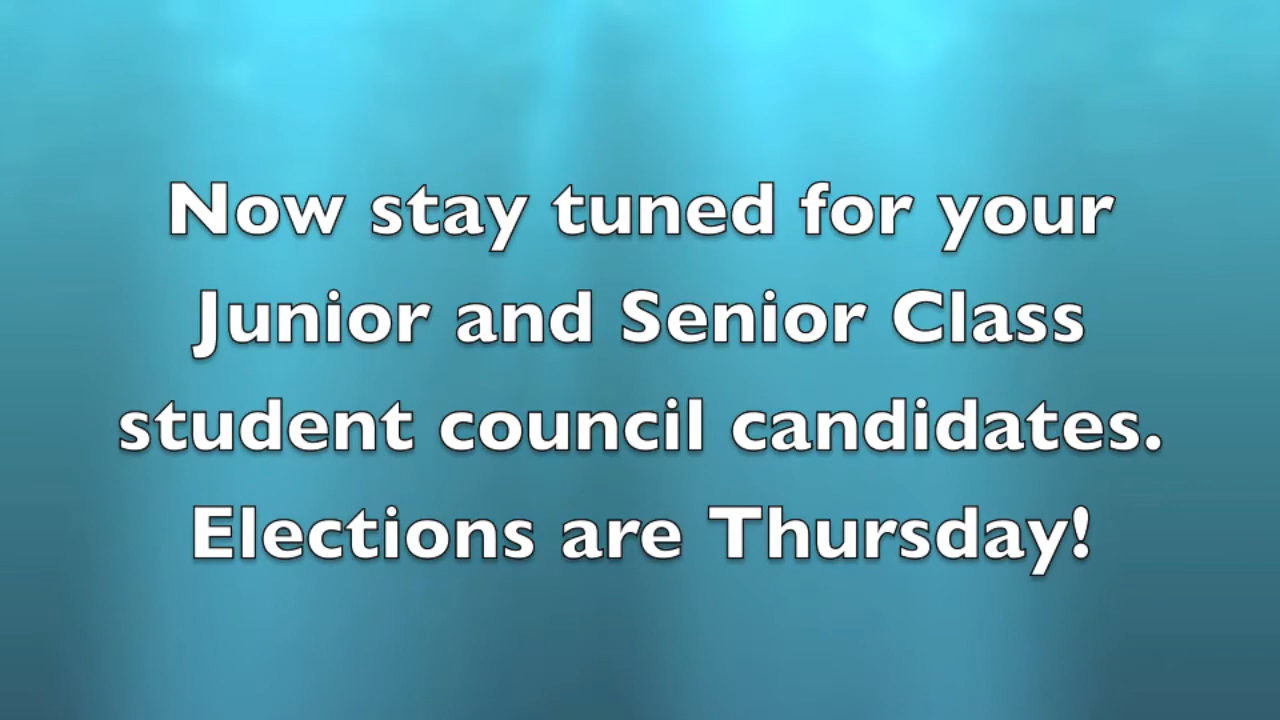 Now stay tuned for your
Junior and Senior Class
student council candidates.
Elections are Thursday!